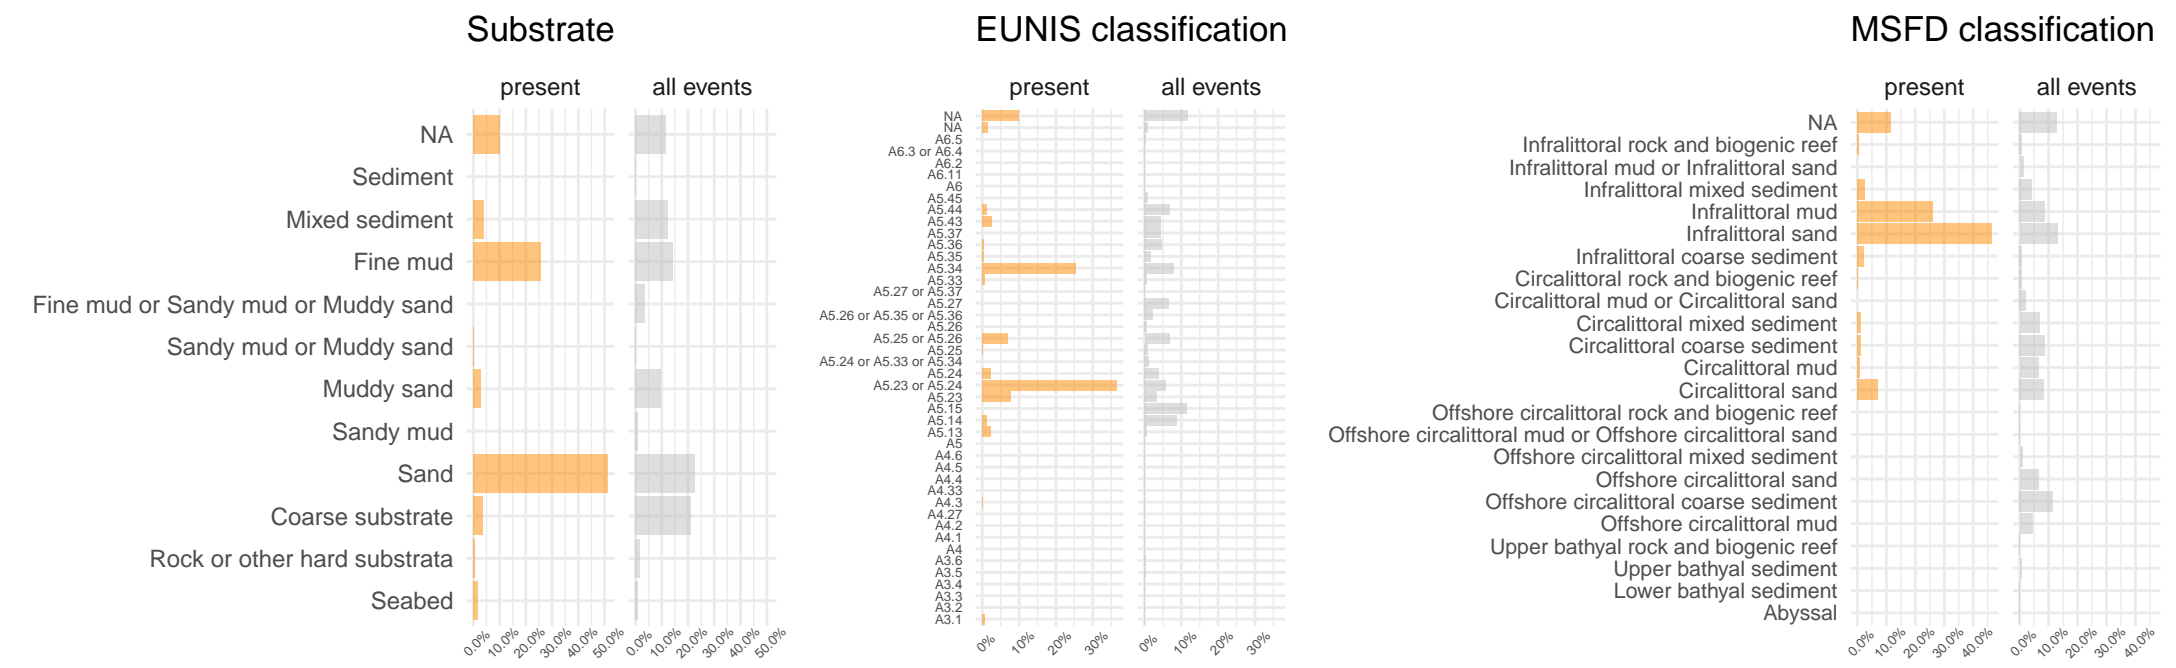 Substrate
present all events
NA
Sediment
Mixed sediment
Fine mud
Fine mud or Sandy mud or Muddy sand
Sandy mud or Muddy sand
Muddy sand
Sandy mud
Sand
Coarse substrate
Rock or other hard substrata
Seabed
0.0% 10.0% 20.0% 30.0% 40.0% 50.0% 0.0% 10.0% 20.0% 30.0% 40.0% 50.0%
EUNIS classification
present all events
NA
NA
A6.5
A6.3 or A6.4
A6.2
A6.11
A6
A5.45
A5.44
A5.43
A5.37
A5.36
A5.35
A5.34
A5.33
A5.27 or A5.37
A5.27
A5.26 or A5.35 or A5.36
A5.26
A5.25 or A5.26
A5.25
A5.24 or A5.33 or A5.34
A5.24
A5.23 or A5.24
A5.23
A5.15
A5.14
A5.13
A5
A4.6
A4.5
A4.4
A4.33
A4.3
A4.27
A4.2
A4.1
A4
A3.6
A3.5
A3.4
A3.3
A3.2
A3.1
0% 10% 20% 30% 0% 10% 20% 30%
MSFD classification
present all events
NA
Infralittoral rock and biogenic reef
Infralittoral mud or Infralittoral sand
Infralittoral mixed sediment
Infralittoral mud
Infralittoral sand
Infralittoral coarse sediment
Circalittoral rock and biogenic reef
Circalittoral mud or Circalittoral sand
Circalittoral mixed sediment
Circalittoral coarse sediment
Circalittoral mud
Circalittoral sand
Offshore circalittoral rock and biogenic reef
Offshore circalittoral mud or Offshore circalittoral sand
Offshore circalittoral mixed sediment
Offshore circalittoral sand
Offshore circalittoral coarse sediment
Offshore circalittoral mud
Upper bathyal rock and biogenic reef
Upper bathyal sediment
Lower bathyal sediment
Abyssal
0.0% 10.0% 20.0% 30.0% 40.0% 0.0% 10.0% 20.0% 30.0% 40.0%